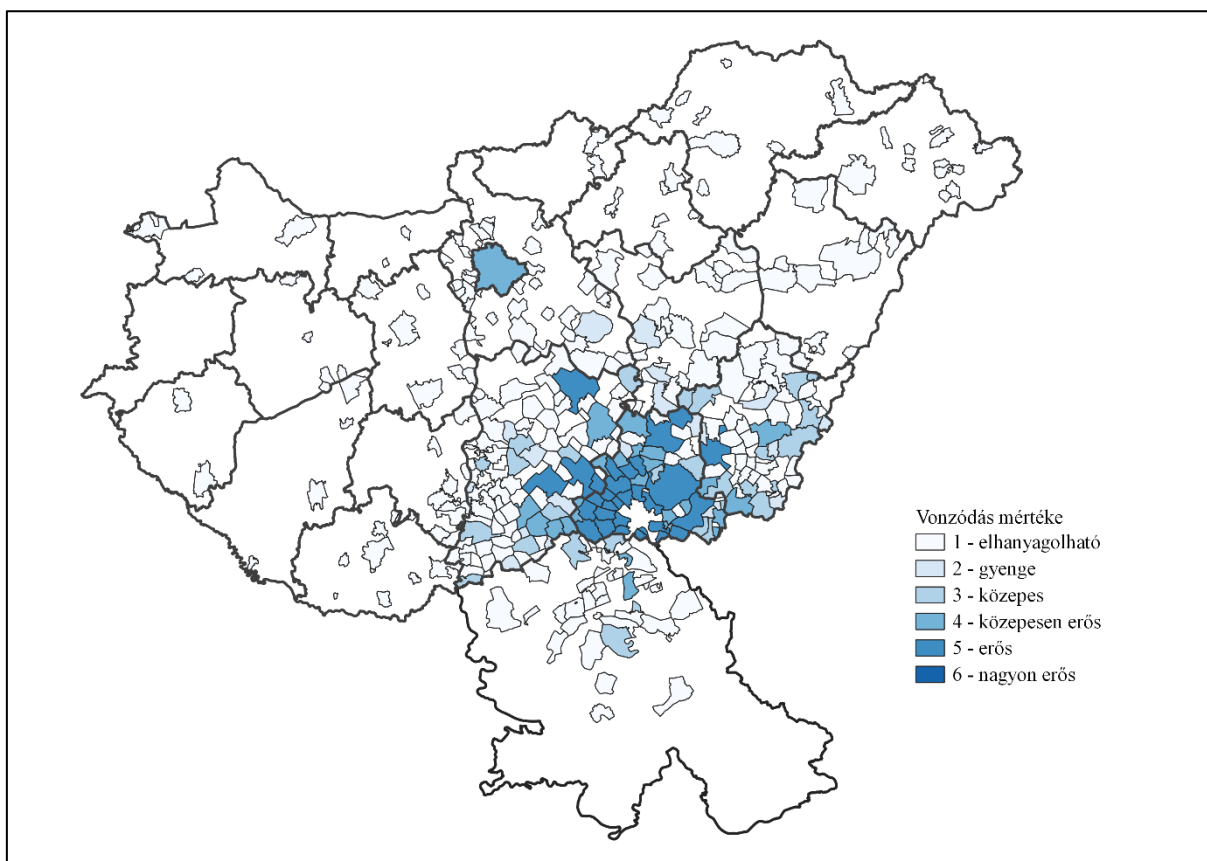 Vonzódás mértéke
1 - elhanyagolható
2 - gyenge
3 - közepes
4 - közepesen erős
5 - erős
6 - nagyon erős